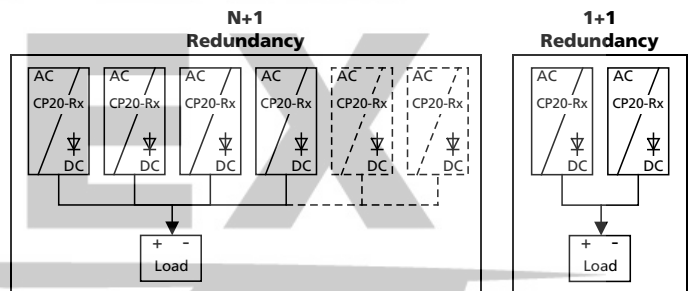 N+1
Redundancy
1+1
Redundancy
AC AC AC AC AC AC AC AC
CP20-Rx CP20-Rx CP20-Rx CP20-Rx CP20-Rx CP20-Rx CP20-Rx CP20-Rx
DC DC DC DC DC DC DC DC
+ - + -
Load Load
EX